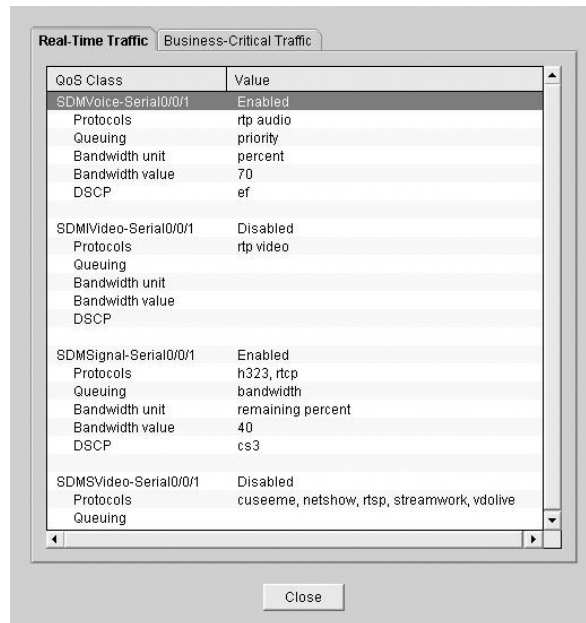 Real-Time Traffic Business-Critical Traffic
QoS Class Value
SDMVoice-Serial0/0/1 Enabled
Protocols rtp audio
Queuing priority
Bandwidth unit percent
Bandwidth value 70
DSCP ef
SDMIVideo-Serial0/0/1 Disabled
Protocols rtp video
Queuing
Bandwidth unit
Bandwidth value
DSCP
SDMSignal-Serial0/0/1 Enabled
Protocols h323, rtcp
Queuing bandwidth
Bandwidth unit remaining percent
Bandwidth value 40
DSCP cs3
SDMSVideo-Serial0/0/1 Disabled
Protocols cuseeme, netshow, rtsp, streamwork, vdolive
Queuing
Close